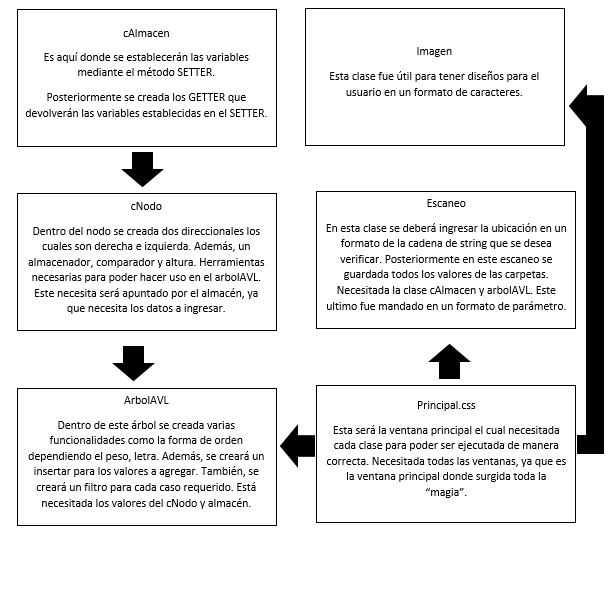 cAlmacen
Es aquí donde se establecerán las variables
mediante el método SETTER.
Posteriormente se creada los GETTER que
devolverán las variables establecidas en el SETTER.
Imagen
Esta clase fue útil para tener diseños para el
usuario en un formato de caracteres.
cNodo
Dentro del nodo se creada dos direccionales los
cuales son derecha e izquierda. Además, un
almacenador, comparador y altura. Herramientas
necesarias para poder hacer uso en el arbolAVL.
Este necesita será apuntado por el almacén, ya
que necesita los datos a ingresar.
Escaneo
En esta clase se deberá ingresar la ubicación en un
formato de la cadena de string que se desea
verificar. Posteriormente en este escaneo se
guardada todos los valores de las carpetas.
Necesitada la clase cAlmacen y arbolAVL. Este
ultimo fue mandado en un formato de parámetro.
ArbolAVL
Dentro de este árbol se creada varias
funcionalidades como la forma de orden
dependiendo el peso, letra. Además, se creará un
insertar para los valores a agregar. También, se
creará un filtro para cada caso requerido. Está
necesitada los valores del cNodo y almacén.
Principal.css
Esta será la ventana principal el cual necesitada
cada clase para poder ser ejecutada de manera
correcta. Necesitada todas las ventanas, ya que es
la ventana principal donde surgida toda la
“magia”.